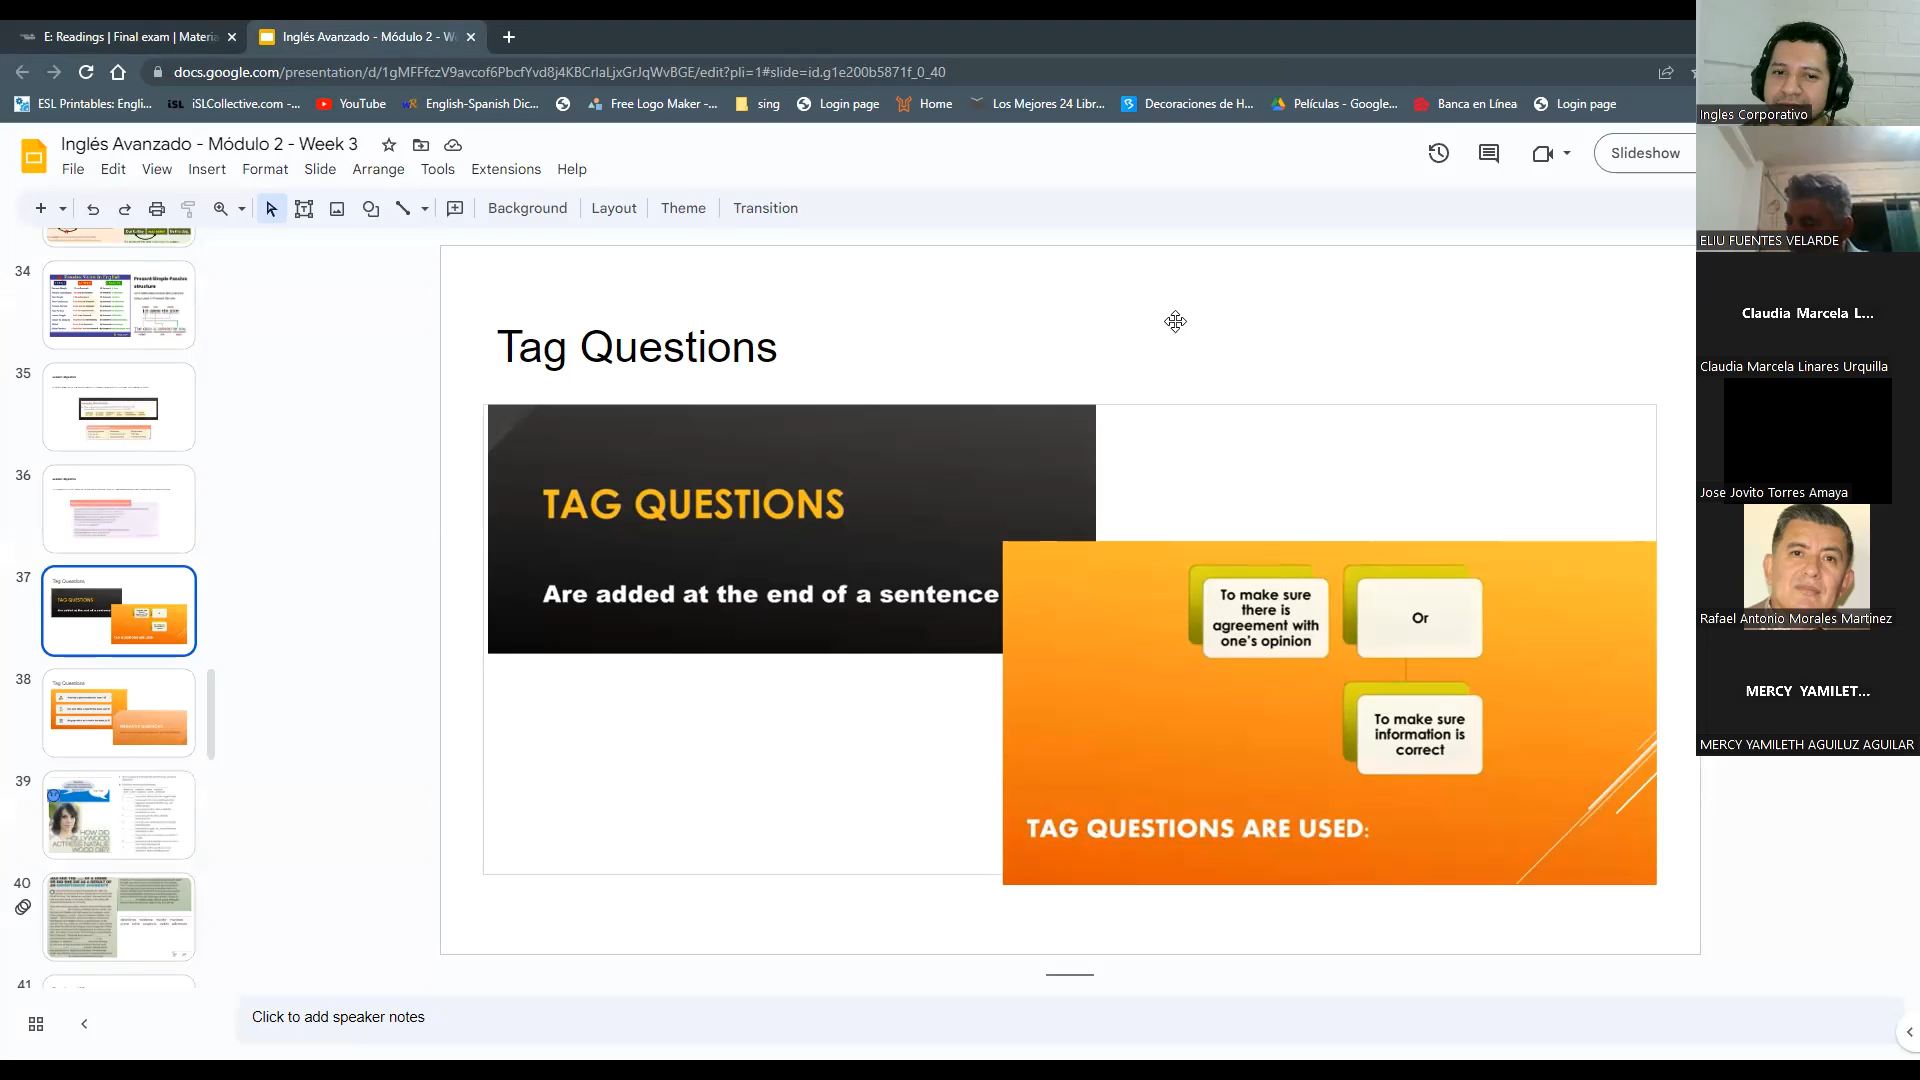 E: Readings | Final exam | Materia
Inglés Avanzado - Módulo 2 - W
docs.google.com/presentation/d/1gMFFfczV9avcof6PbcfYvd8j4KBCrIaLjxGrJqWvBGE/edit?pli=1#slide=id.g1e200b5871f_0_40
ESL Printables: Engli...
iSLCollective.com -...
YouTube
English-Spanish Dic...
Free Logo Maker -...
sing
Login page
Home
Los Mejores 24 Libr...
Decoraciones de H...
Películas - Google...
Banca en Línea
Login page
Inglés Avanzado - Módulo 2 - Week 3
File Edit View Insert Format Slide Arrange Tools Extensions Help
Slideshow
Background Layout Theme Transition
34
35
36
37
38
39
40
41
Tag Questions
TAG QUESTIONS
Are added at the end of a sentence
To make sure
there is
agreement with
one's opinion
Or
To make sure
information is
correct
TAG QUESTIONS ARE USED:
Click to add speaker notes
Ingles Corporativo
ELIU FUENTES VELARDE
Claudia Marcela L...
Claudia Marcela Linares Urquilla
Jose Jovito Torres Amaya
Rafael Antonio Morales Martinez
MERCY YAMILET...
MERCY YAMILETH AGUILUZ AGUILAR